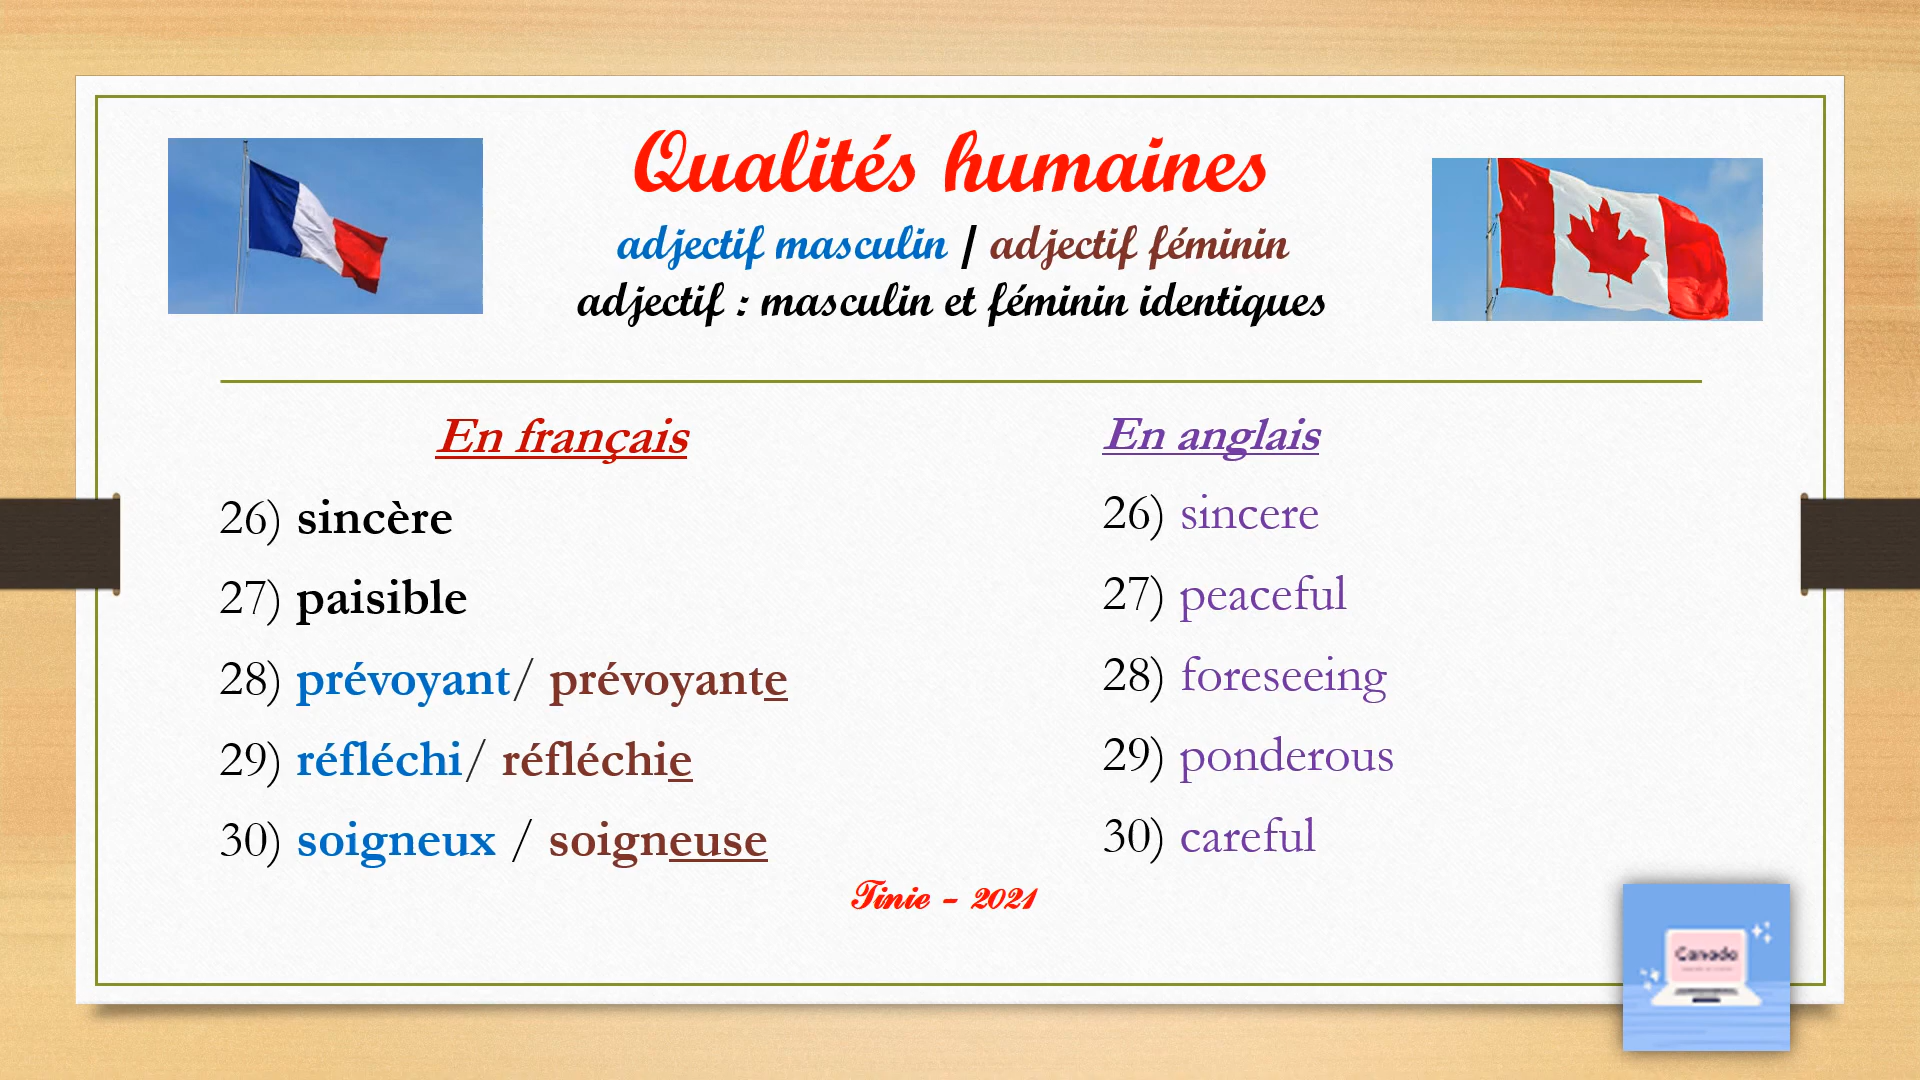 Qualités humaines
adjectif masculin / adjectif féminin
adjectif : masculin et féminin identiques
En français
26) sincère
27) paisible
28) prévoyant/ prévoyante
29) réfléchi/ réfléchie
30) soigneux / soigneuse
En anglais
26) sincere
27) peaceful
28) foreseeing
29) ponderous
30) careful
Tinie - 2021
Canada